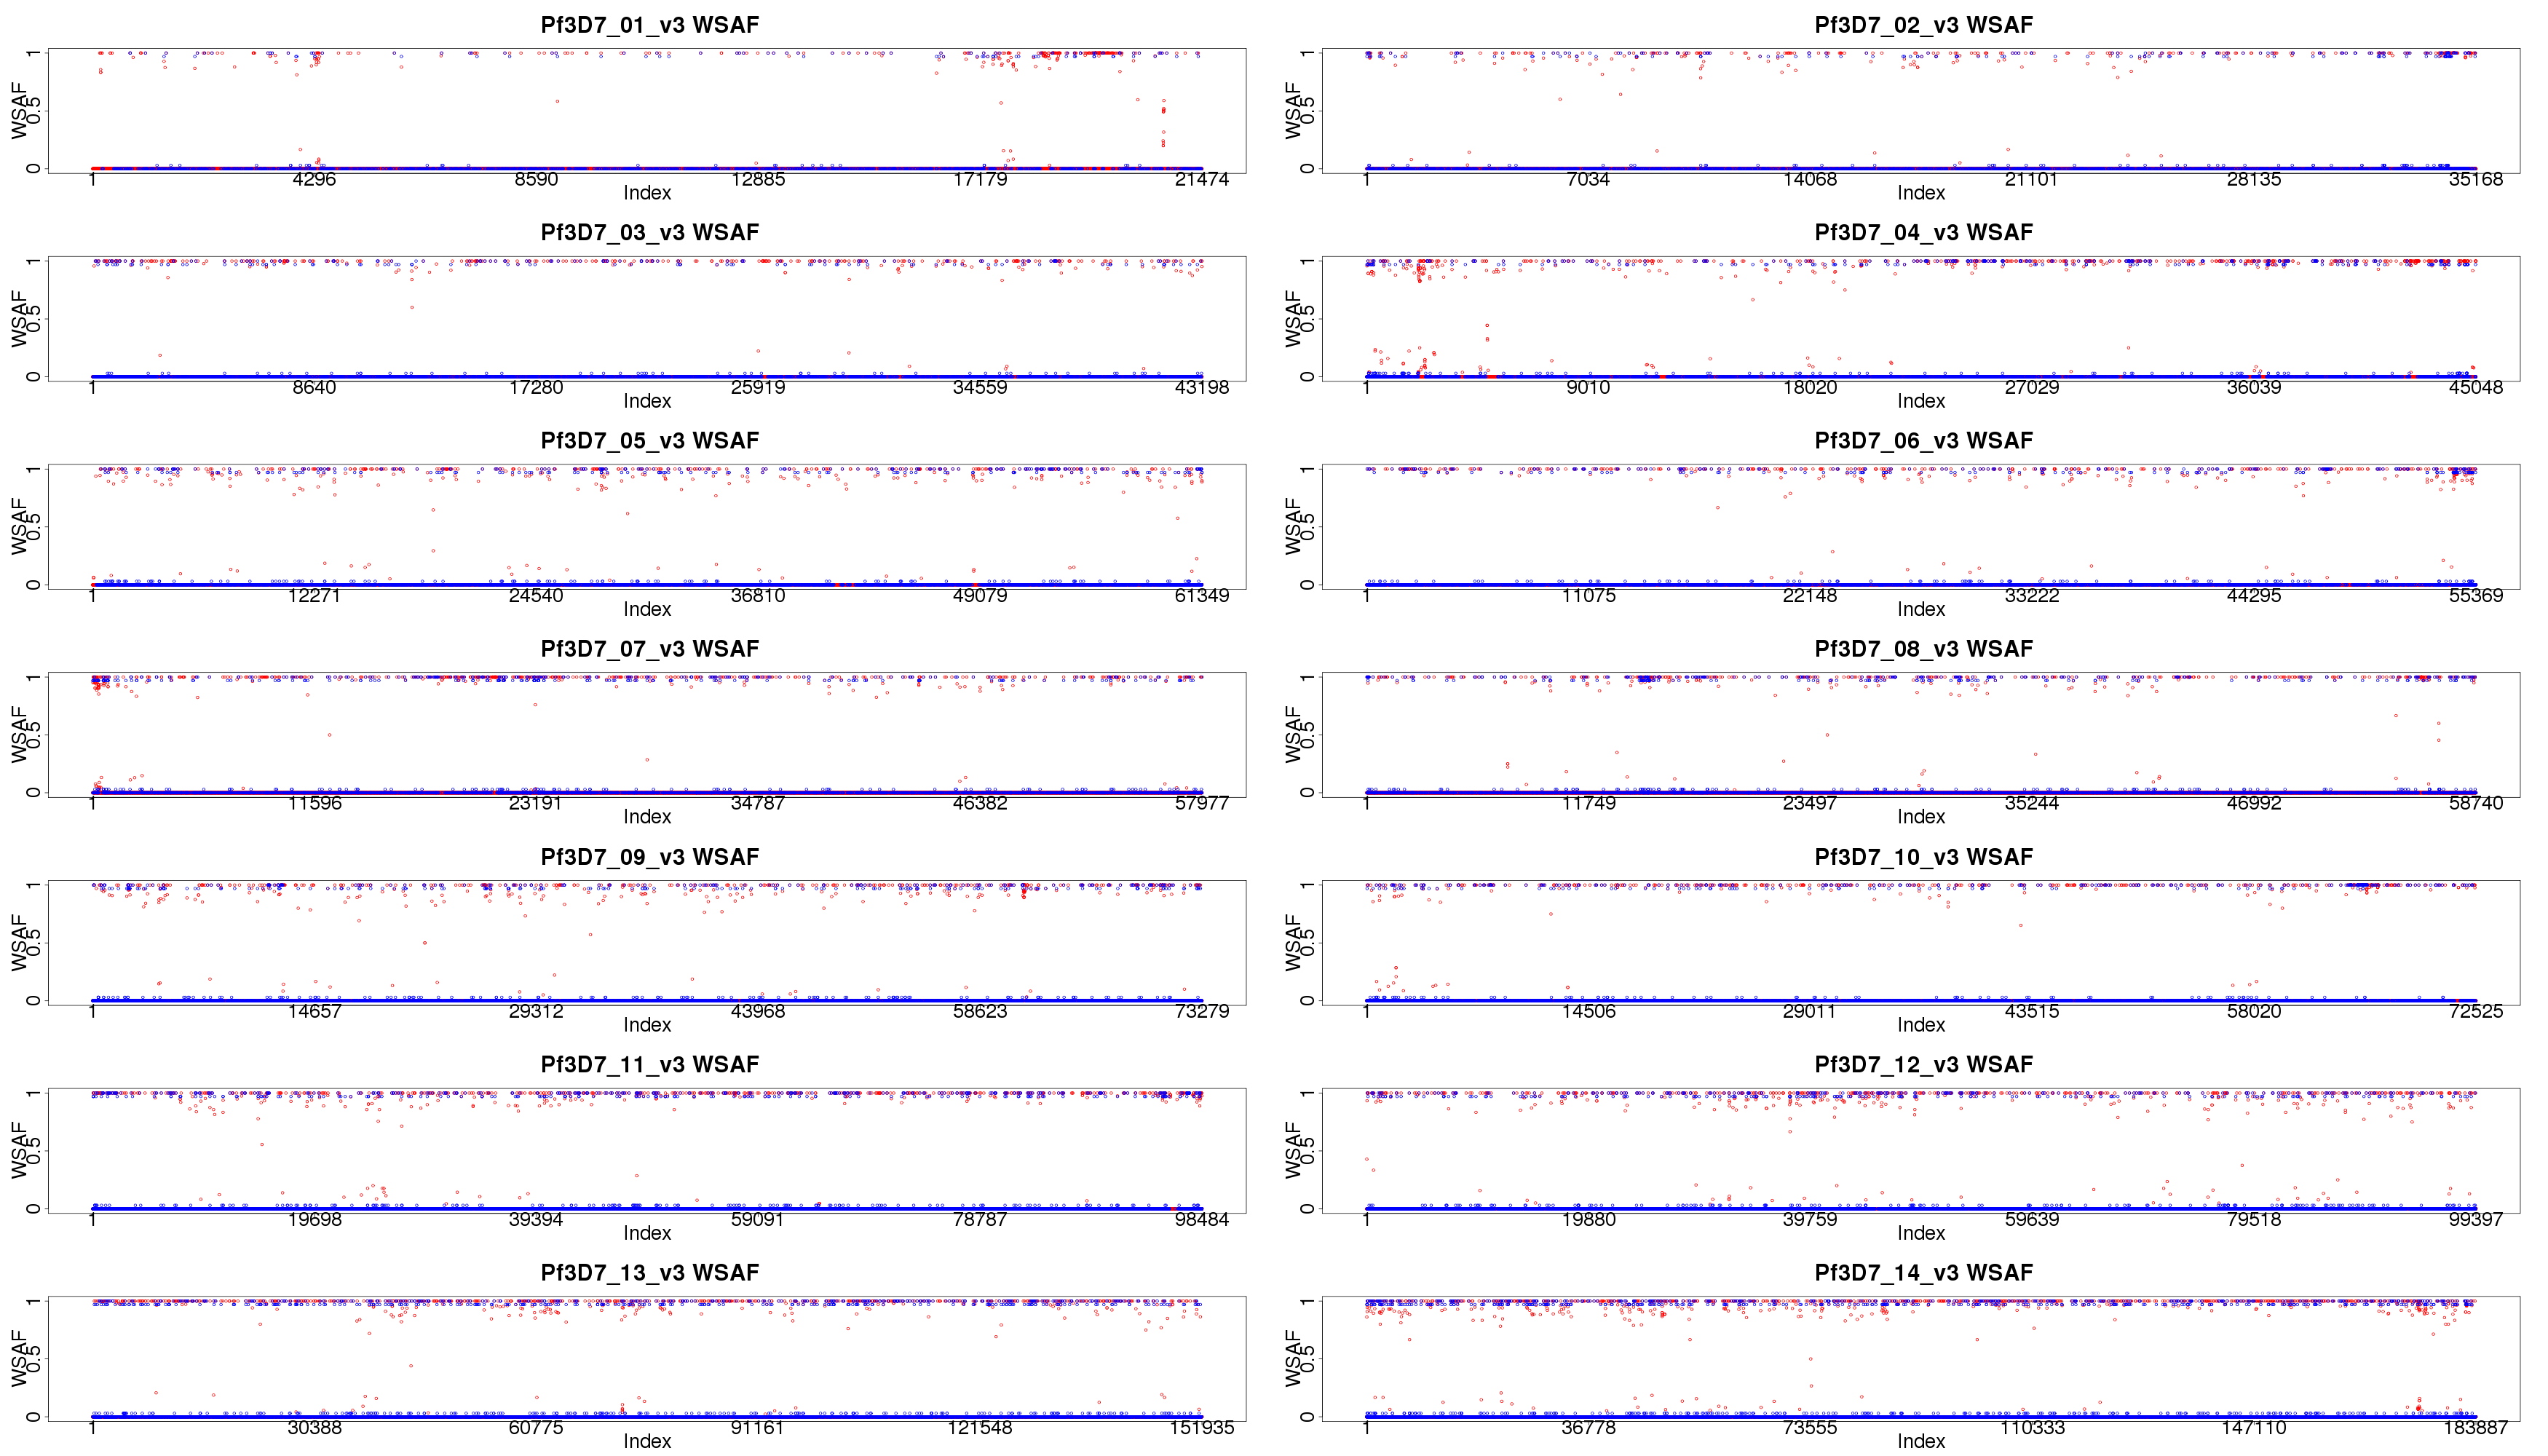 Pf3D7_01_v3 WSAF
WSAF
0 0.5 1
1 4296 8590 12885 17179 21474
Index
Pf3D7_02_v3 WSAF
WSAF
0 0.5 1
1 7034 14068 21101 28135 35168
Index
Pf3D7_03_v3 WSAF
WSAF
0 0.5 1
1 8640 17280 25919 34559 43198
Index
Pf3D7_04_v3 WSAF
WSAF
0 0.5 1
1 9010 18020 27029 36039 45048
Index
Pf3D7_05_v3 WSAF
WSAF
0 0.5 1
1 12271 24540 36810 49079 61349
Index
Pf3D7_06_v3 WSAF
WSAF
0 0.5 1
1 11075 22148 33222 44295 55369
Index
Pf3D7_07_v3 WSAF
WSAF
0 0.5 1
1 11596 23191 34787 46382 57977
Index
Pf3D7_08_v3 WSAF
WSAF
0 0.5 1
1 11749 23497 35244 46992 58740
Index
Pf3D7_09_v3 WSAF
WSAF
0 0.5 1
1 14657 29312 43968 58623 73279
Index
Pf3D7_10_v3 WSAF
WSAF
0 0.5 1
1 14506 29011 43515 58020 72525
Index
Pf3D7_11_v3 WSAF
WSAF
0 0.5 1
1 19698 39394 59091 78787 98484
Index
Pf3D7_12_v3 WSAF
WSAF
0 0.5 1
1 19880 39759 59639 79518 99397
Index
Pf3D7_13_v3 WSAF
WSAF
0 0.5 1
1 30388 60775 91161 121548 151935
Index
Pf3D7_14_v3 WSAF
WSAF
0 0.5 1
1 36778 73555 110333 147110 183887
Index